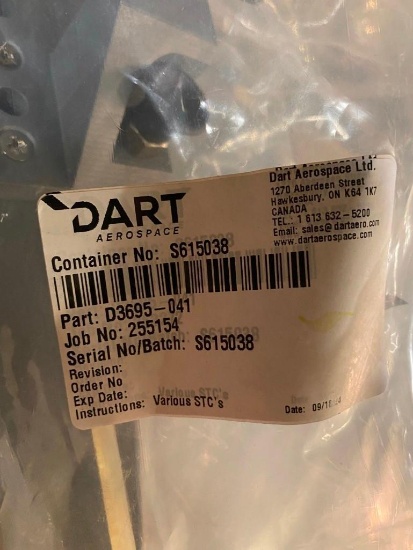 DART
AEROSPACE
Dart Aerospace Ltd.
1270 Aberdeen Street
Hawkesbury, ON K64 1K7
CANADA
TEL.: 1 613 632-5200
Email: sales@dartaero.com
www.dartaerospace.com
Container No: S615038
Part: D3695-041
Job No: 255154
Serial No/Batch: S615038
Revision:
Order No
Exp Date:
Instructions: Various STC's
Date: